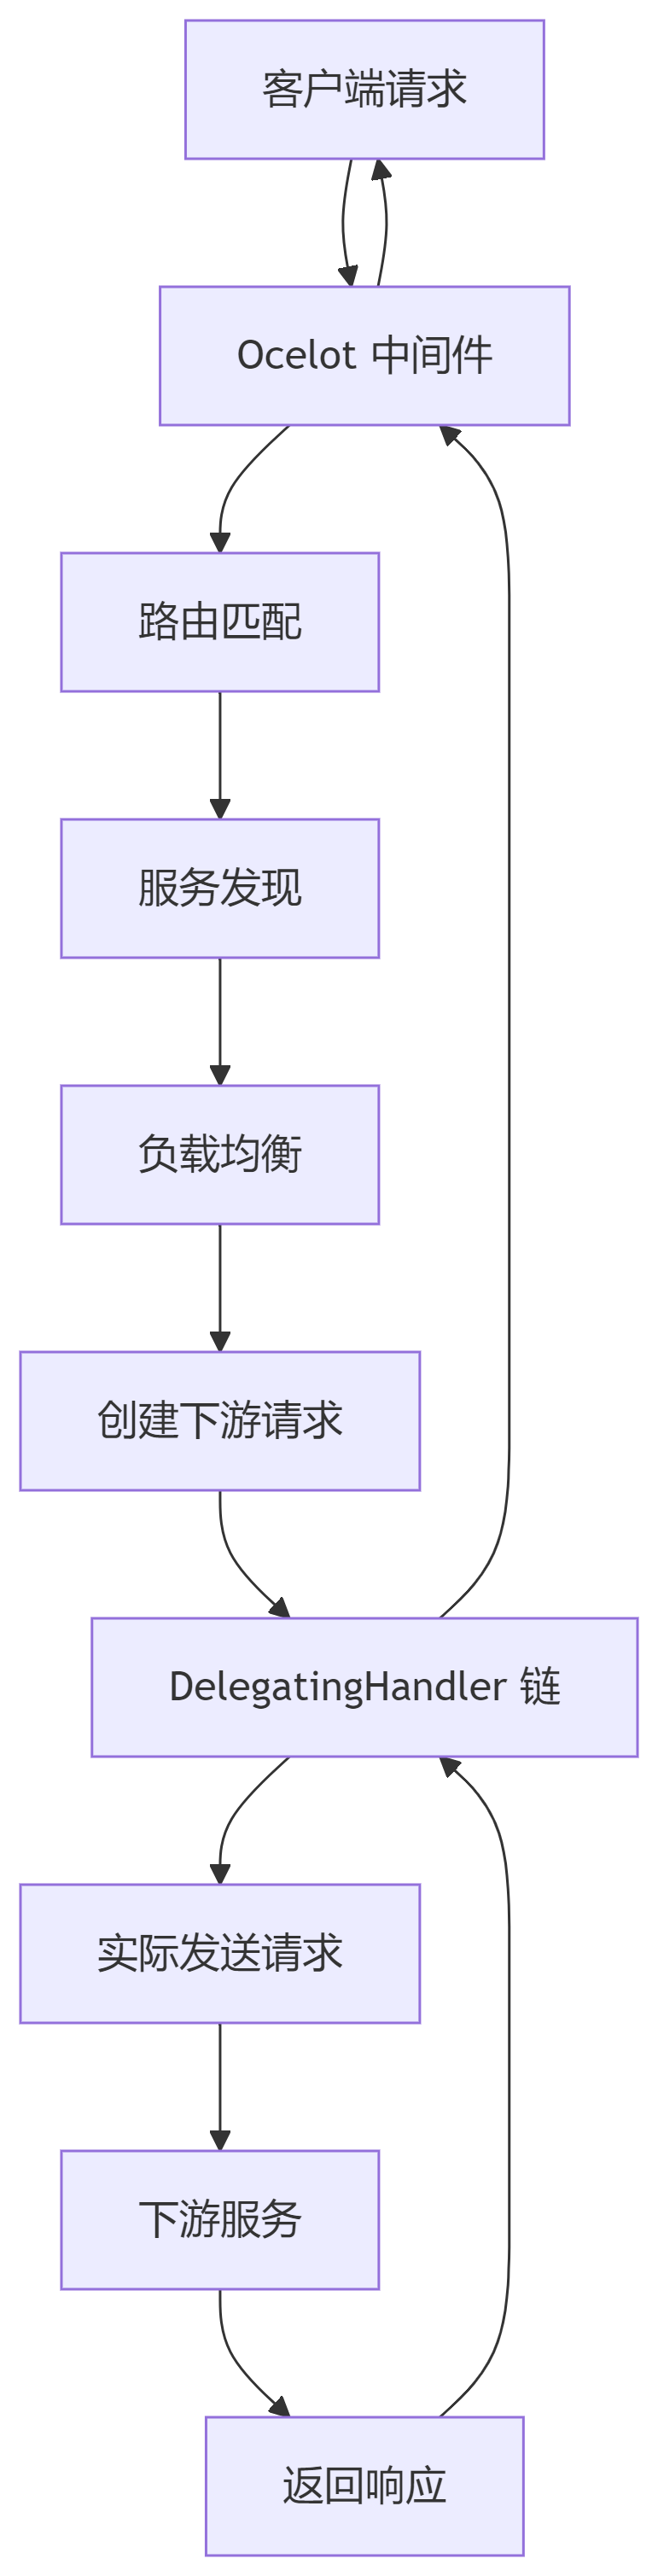 客户端请求
Ocelot 中间件
路由匹配
服务发现
负载均衡
创建下游请求
DelegatingHandler 链
实际发送请求
下游服务
返回响应